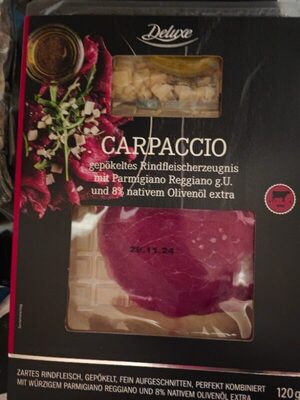 Deluxe
CARPACCIO
gepökeltes Rindfleischerzeugnis
mit Parmigiano Reggiano g.U.
und 8% nativem Olivenöl extra
29.11.24
ZARTES RINDFLEISCH, GEPÖKELT, FEIN AUFGESCHNITTEN, PERFEKT KOMBINIERT
MIT WÜRZIGEM PARMIGIANO REGGIANO UND 8% NATIVEM OLIVENÖL EXTRA
120g